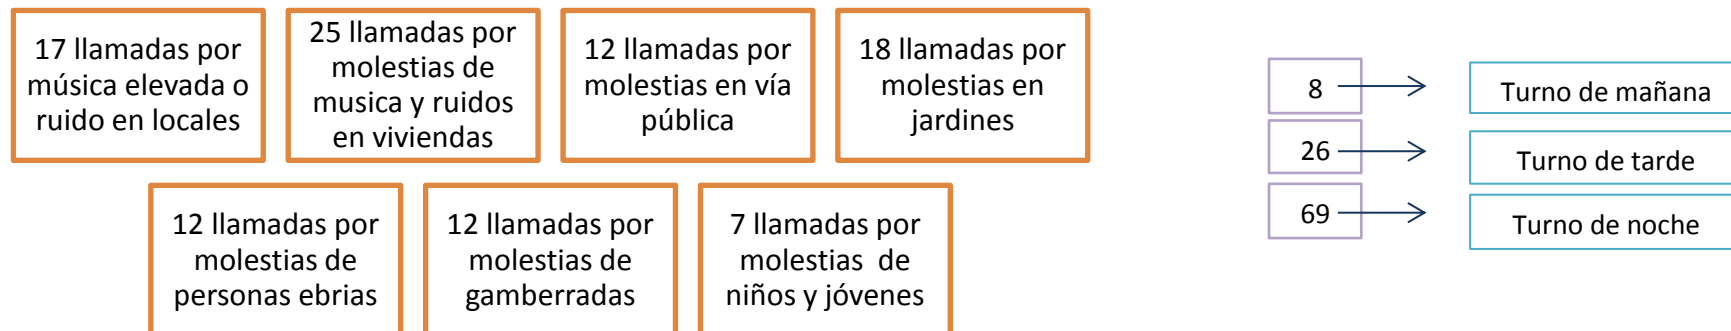 17 llamadas por
música elevada o
ruido en locales
25 llamadas por
molestias de
musica y ruidos
en viviendas
12 llamadas por
molestias en vía
pública
18 llamadas por
molestias en
jardines
12 llamadas por
molestias de
personas ebrias
12 llamadas por
molestias de
gamberradas
7 llamadas por
molestias de
niños y jóvenes
8 Turno de mañana
26 Turno de tarde
69 Turno de noche